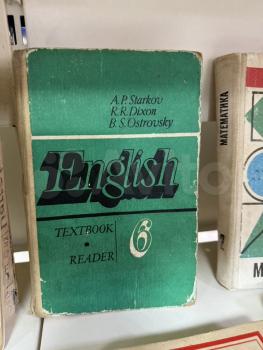 A.P. Starkov
R.R. Dixon
B.S. Ostrovsky
English
TEXTBOOK
READER
6
МАТЕМАТИКА